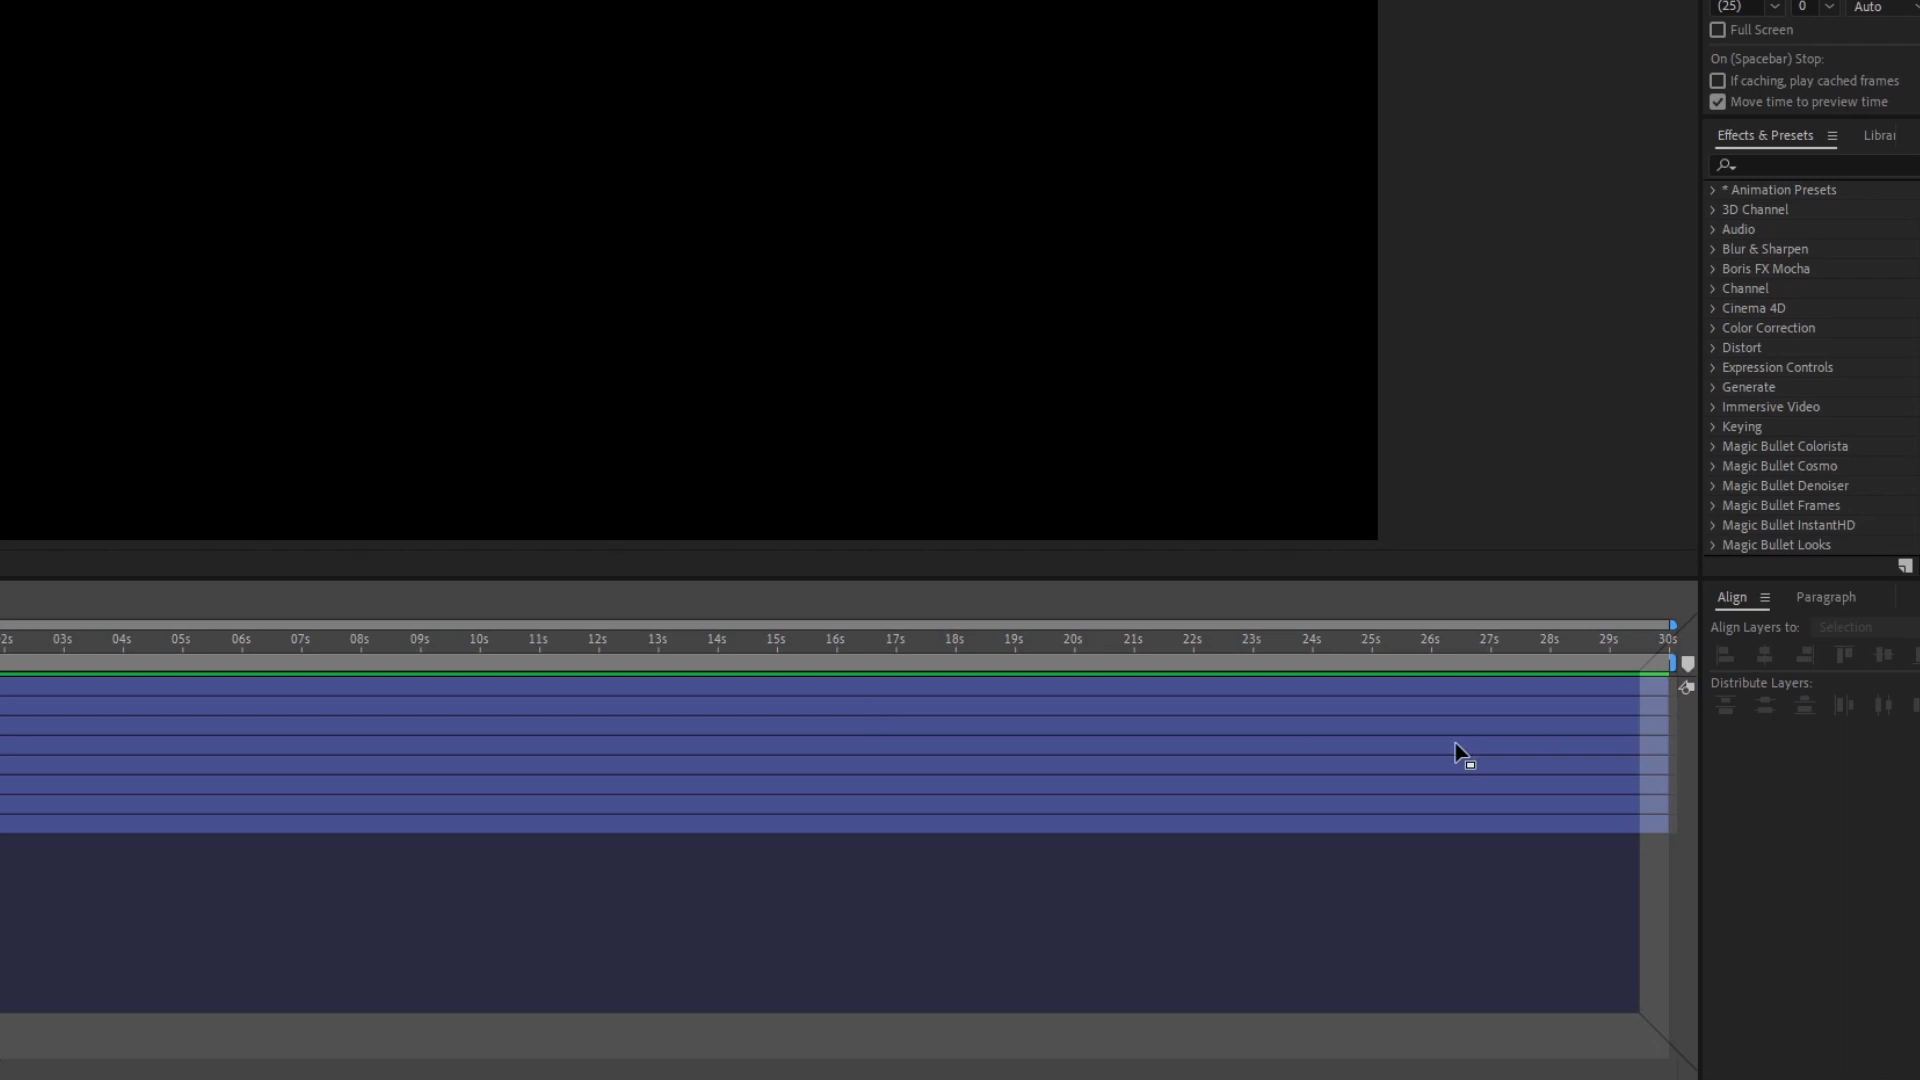 (25) 0 Auto
Full Screen
On (Spacebar) Stop:
If caching, play cached frames
Move time to preview time
Effects & Presets
* Animation Presets
3D Channel
Audio
Blur & Sharpen
Boris FX Mocha
Channel
Cinema 4D
Color Correction
Distort
Expression Controls
Generate
Immersive Video
Keying
Magic Bullet Colorista
Magic Bullet Cosmo
Magic Bullet Denoiser
Magic Bullet Frames
Magic Bullet InstantHD
Magic Bullet Looks
Align Paragraph
Align Layers to: Selection
Distribute Layers:
02s 03s 04s 05s 06s 07s 08s 09s 10s 11s 12s 13s 14s 15s 16s 17s 18s 19s 20s 21s 22s 23s 24s 25s 26s 27s 28s 29s 30s